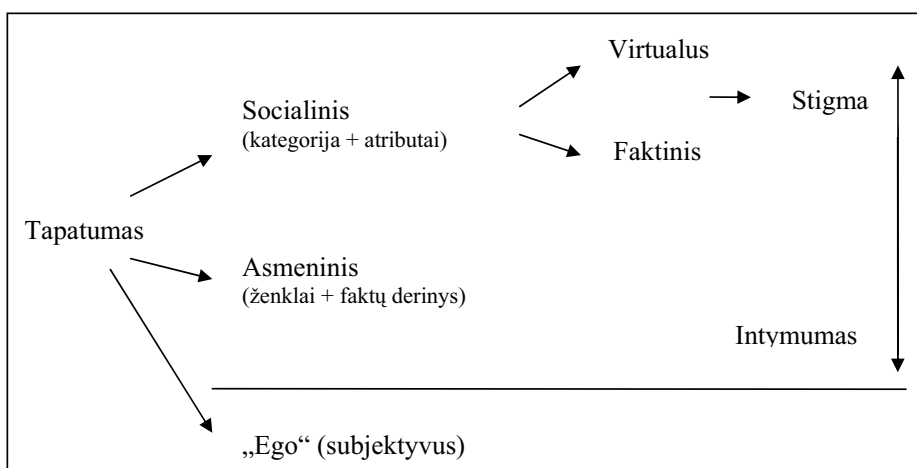 Virtualus
Socialinis
(kategorija + atributai)
Stigma
Faktinis
Tapatumas
Asmeninis
(ženklai + faktų derinys)
Intymumas
„Ego“ (subjektyvus)